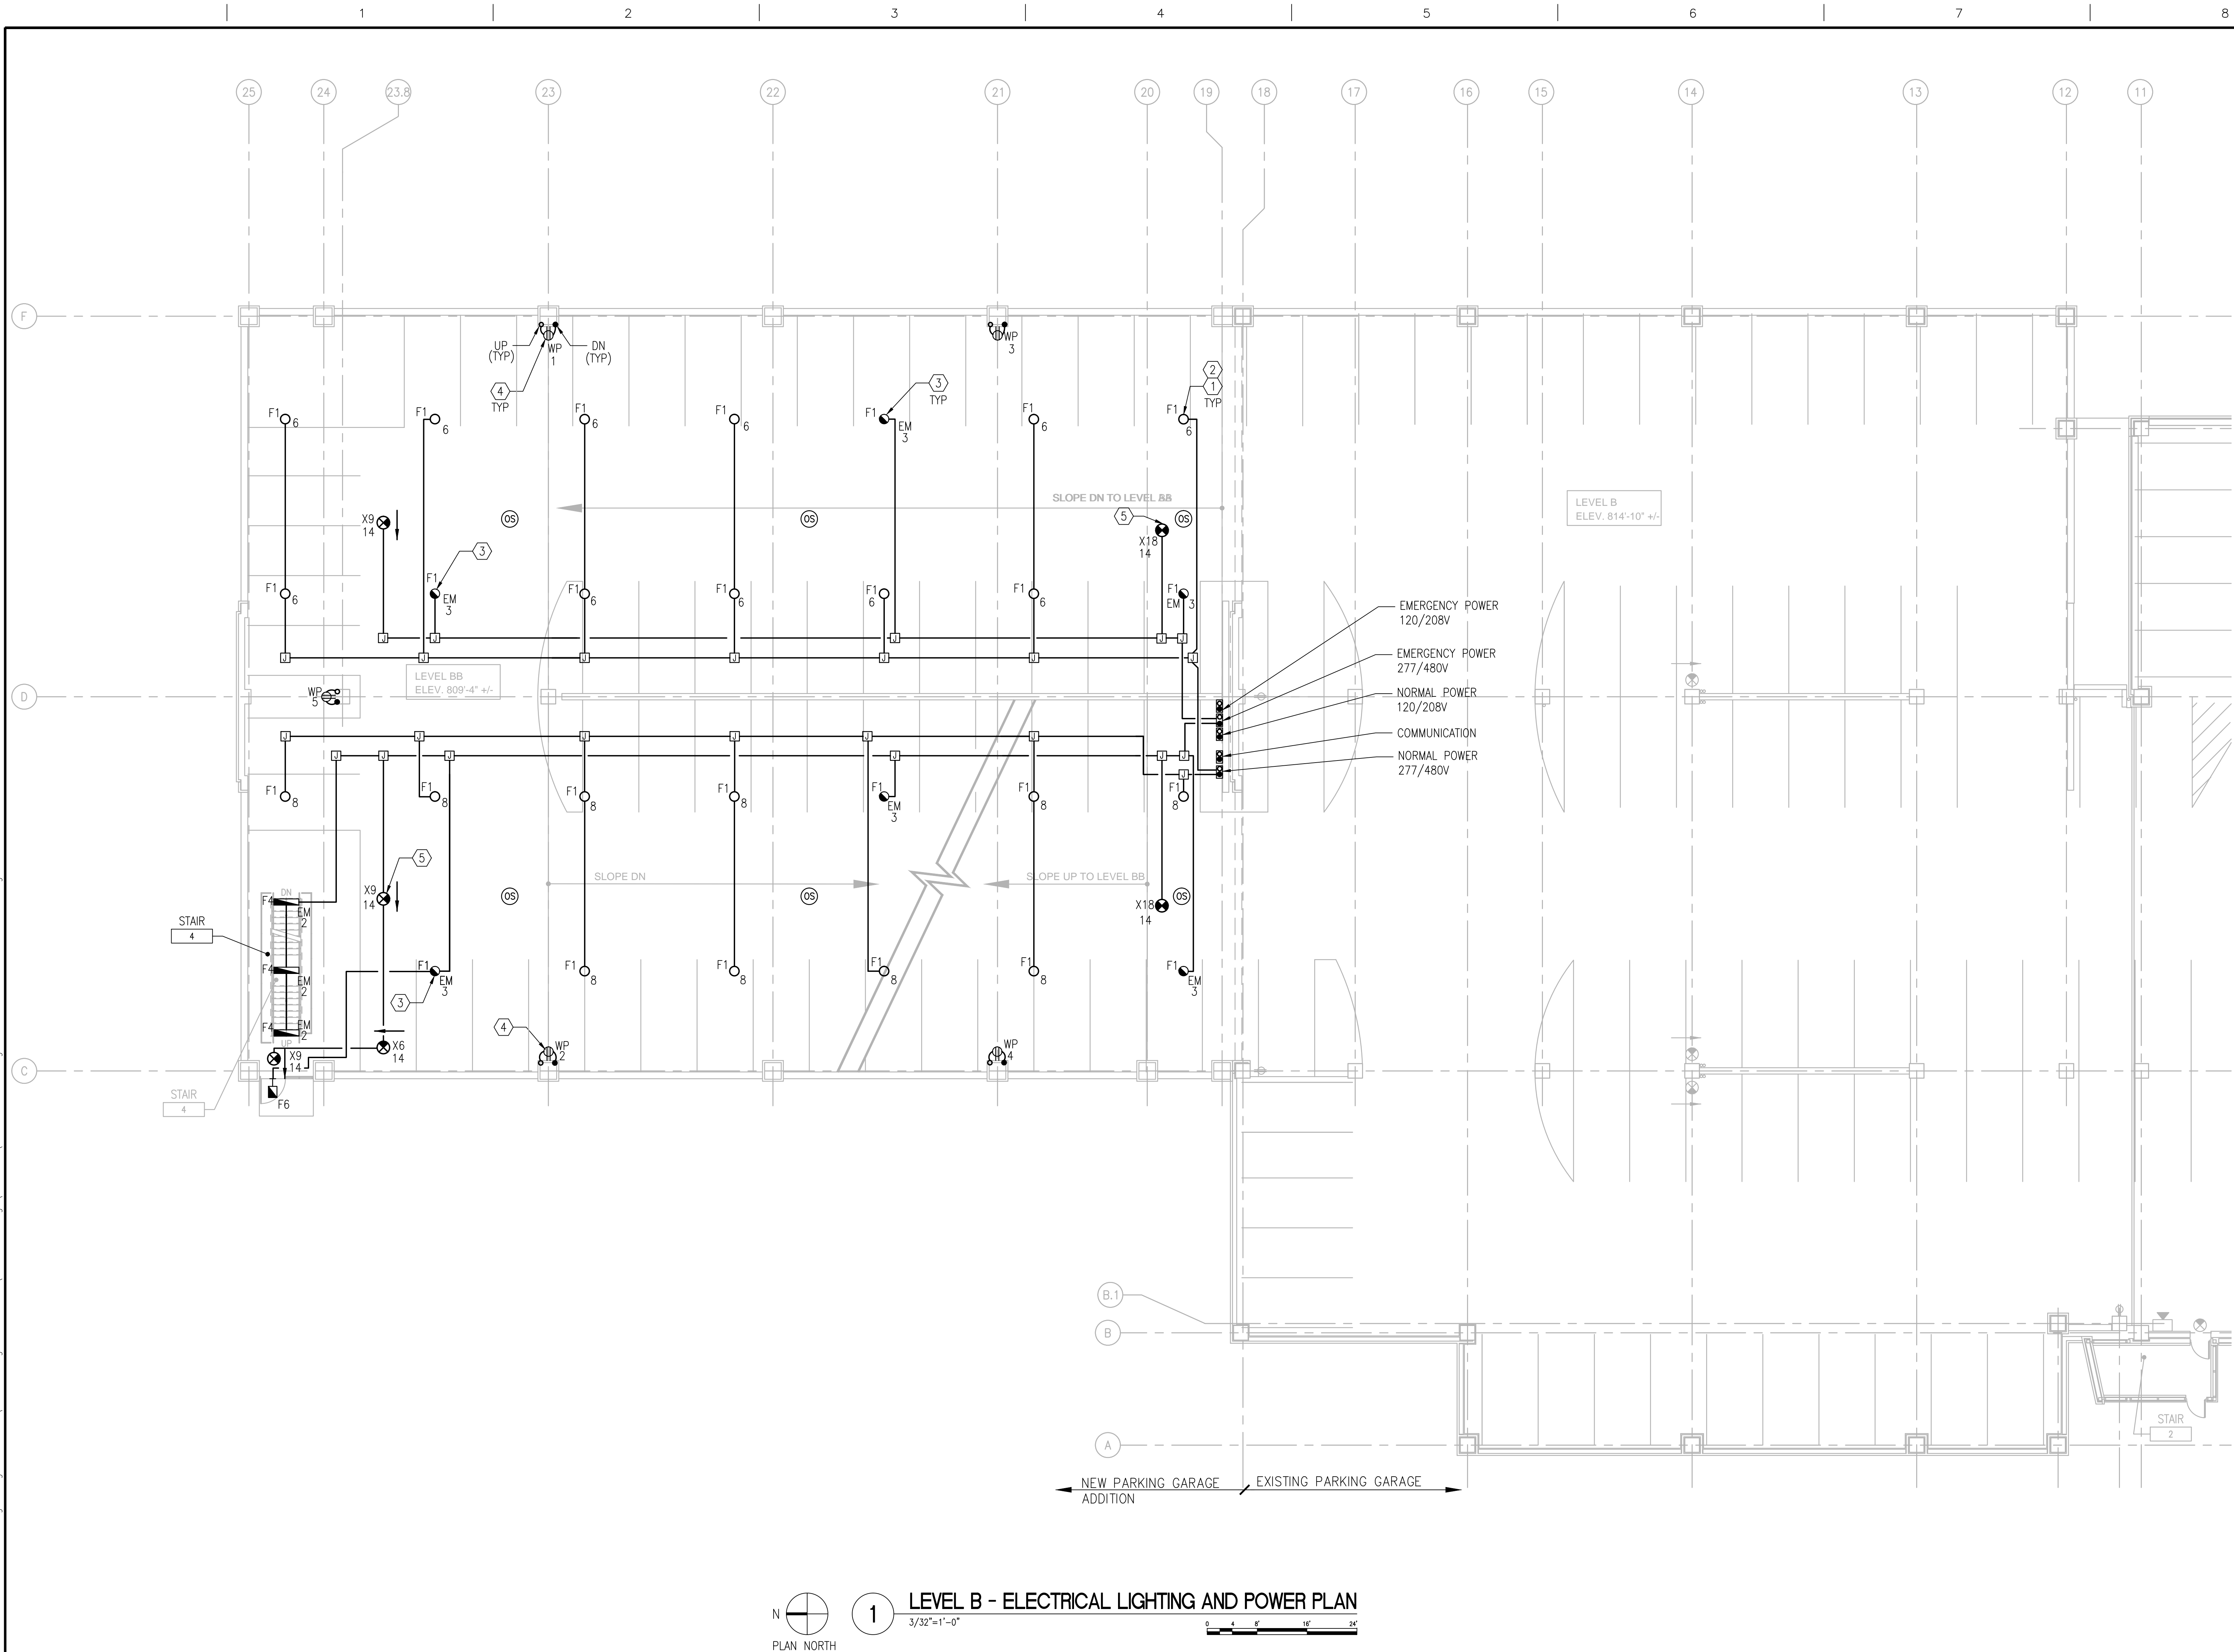 1 2 3 4 5 6 7 8
25 24 23.8 23 22 21 20 19 18 17 16 15 14 13 12 11
F
UP
(TYP)
WP
1
DN
(TYP)
4
TYP
WP
3
2
1
TYP
3
TYP
F1
6
F1
6
F1
6
F1
6
F1
EM
3
F1
6
F1
6
SLOPE DN TO LEVEL
LEVEL B
ELEV. 814'-10" +/-
X9
14
OS
OS
5
X18
14
OS
3
F1
6
F1
EM
3
F1
6
F1
6
F1
6
F1
6
F1
EM 3
EMERGENCY POWER
120/208V
J J J J J
J J J J J J J
EMERGENCY POWER
277/480V
LEVEL BB
ELEV. 809'-4" +/-
NORMAL POWER
120/208V
D
WP
5
COMMUNICATION
NORMAL POWER
277/480V
J J J J J J
J J J J J J
J
F1
8
F1
8
F1
8
F1
8
F1
EM
3
F1
8
F1
8
5
SLOPE DN
SLOPE UP TO LEVEL BB
DN
F4
EM
2
X9
14
OS
OS
X18
14
OS
STAIR
4
F4
EM
2
F1
EM
3
3
F1
8
F1
8
F1
8
F1
8
F1
EM
3
F4
EM
2
UP
X9
14
X6
14
4
WP
2
WP
4
C
F6
STAIR
4
B.1
B
A
STAIR
2
NEW PARKING GARAGE
ADDITION
EXISTING PARKING GARAGE
N
PLAN NORTH
1
LEVEL B - ELECTRICAL LIGHTING AND POWER PLAN
3/32"=1'-0"
0 4 8' 16' 24'